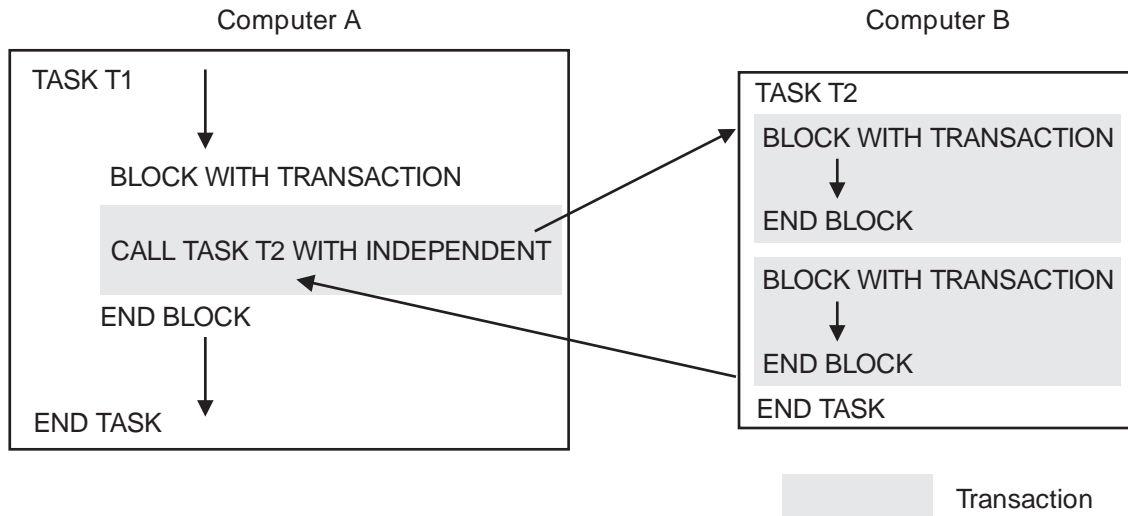 Computer A
TASK T1
BLOCK WITH TRANSACTION
CALL TASK T2 WITH INDEPENDENT
END BLOCK
END TASK
Computer B
TASK T2
BLOCK WITH TRANSACTION
END BLOCK
BLOCK WITH TRANSACTION
END BLOCK
END TASK
Transaction